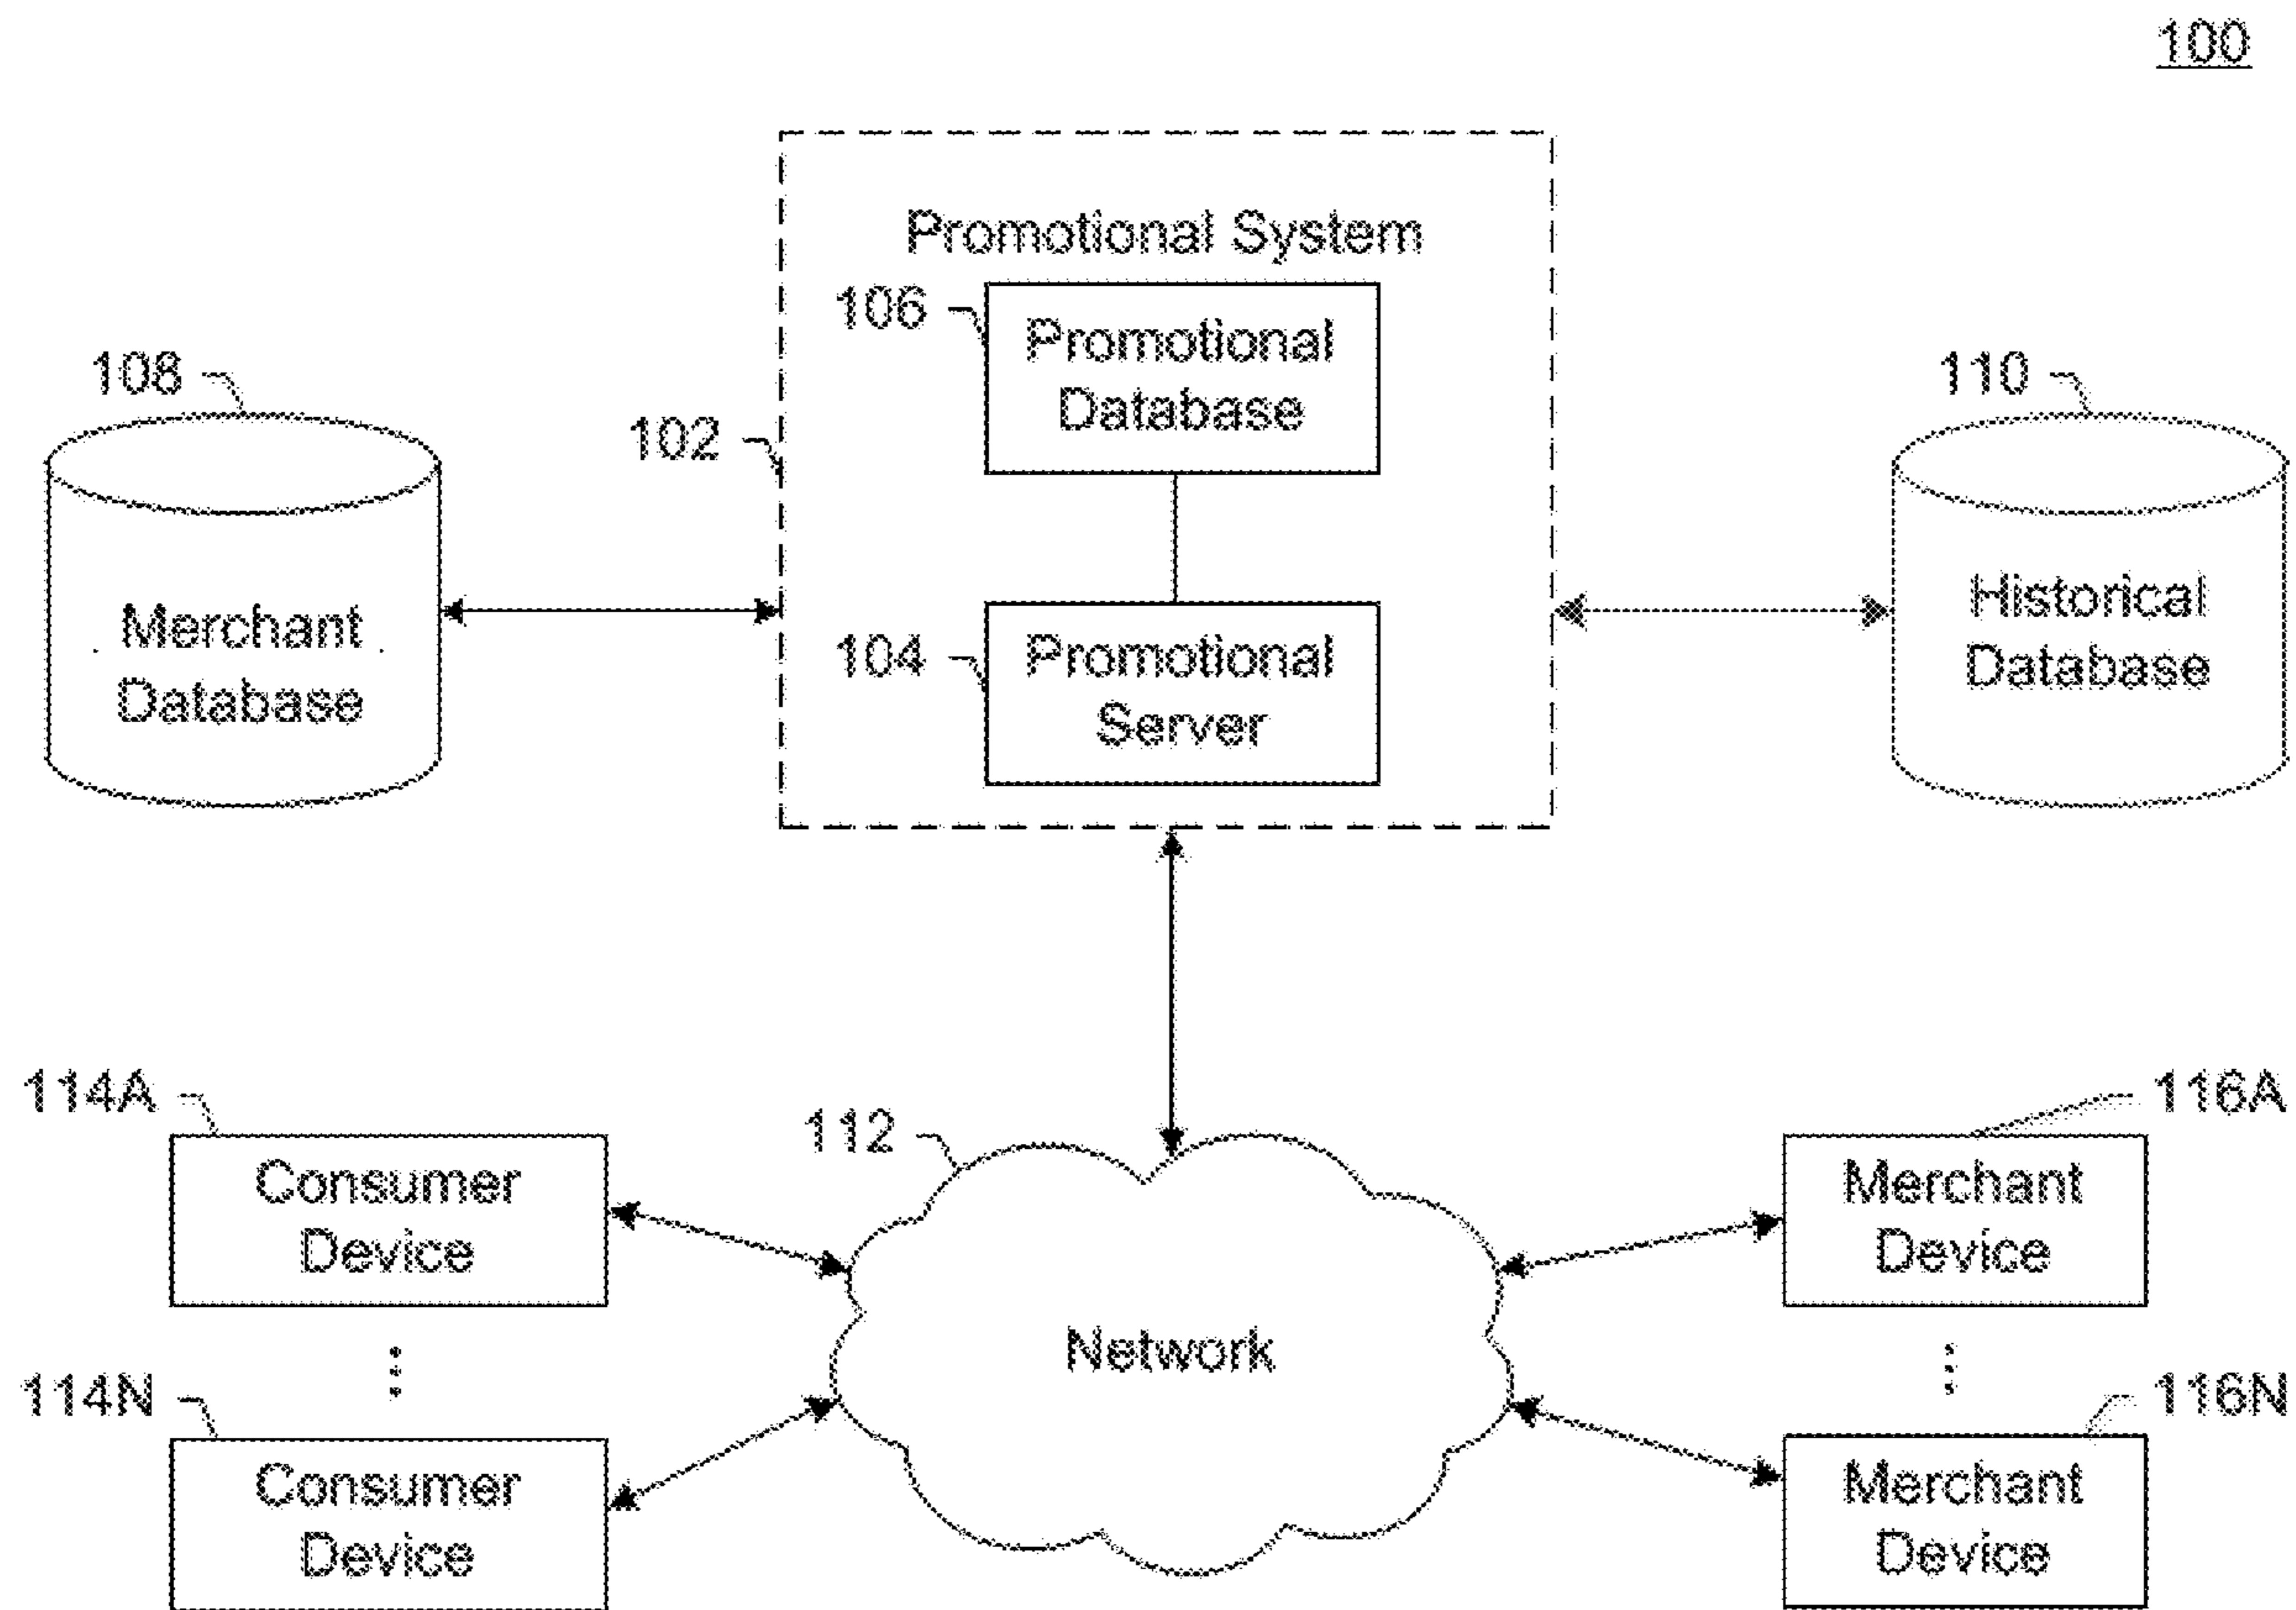 100
Promotional System
106
Promotional
Database
108
110
102
Merchant
Database
Historical
Database
104
Promotional
Server
114A
116A
112
Consumer
Device
Merchant
Device
Network
114N
116N
Consumer
Device
Merchant
Device